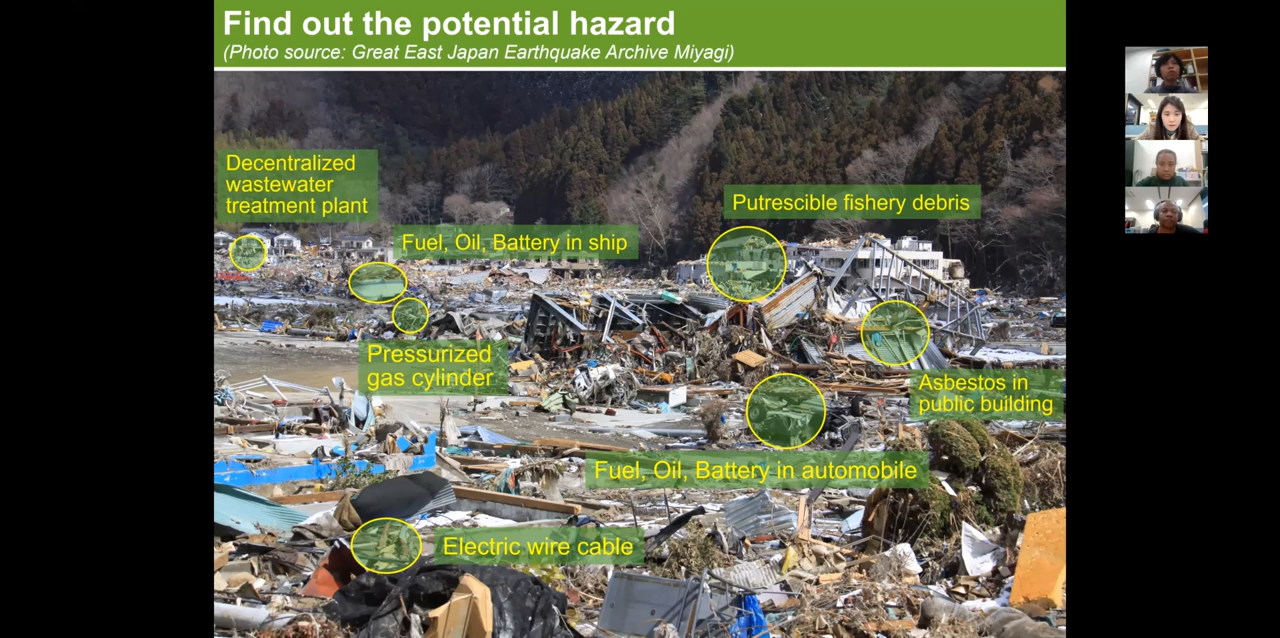 Find out the potential hazard
(Photo source: Great East Japan Earthquake Archive Miyagi)
Decentralized
wastewater
treatment plant
Putrescible fishery debris
Fuel, Oil, Battery in ship
Pressurized
gas cylinder
Asbestos in
public building
Fuel, Oil, Battery in automobile
Electric wire cable